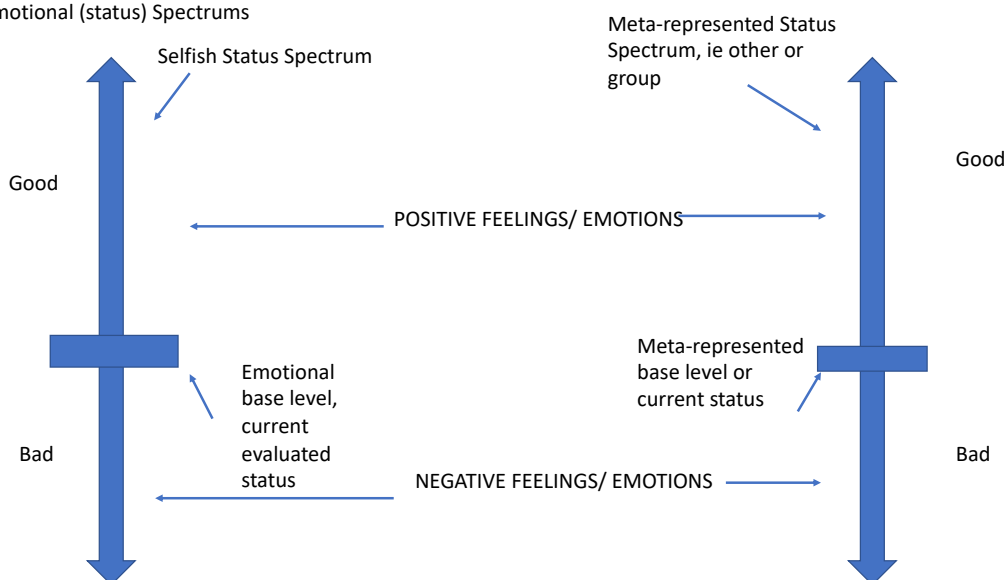 motional (status) Spectrums
Selfish Status Spectrum
Meta-represented Status
Spectrum, ie other or
group
Good
Good
POSITIVE FEELINGS/ EMOTIONS
Emotional
base level,
current
evaluated
status
Meta-represented
base level or
current status
Bad
Bad
NEGATIVE FEELINGS/ EMOTIONS